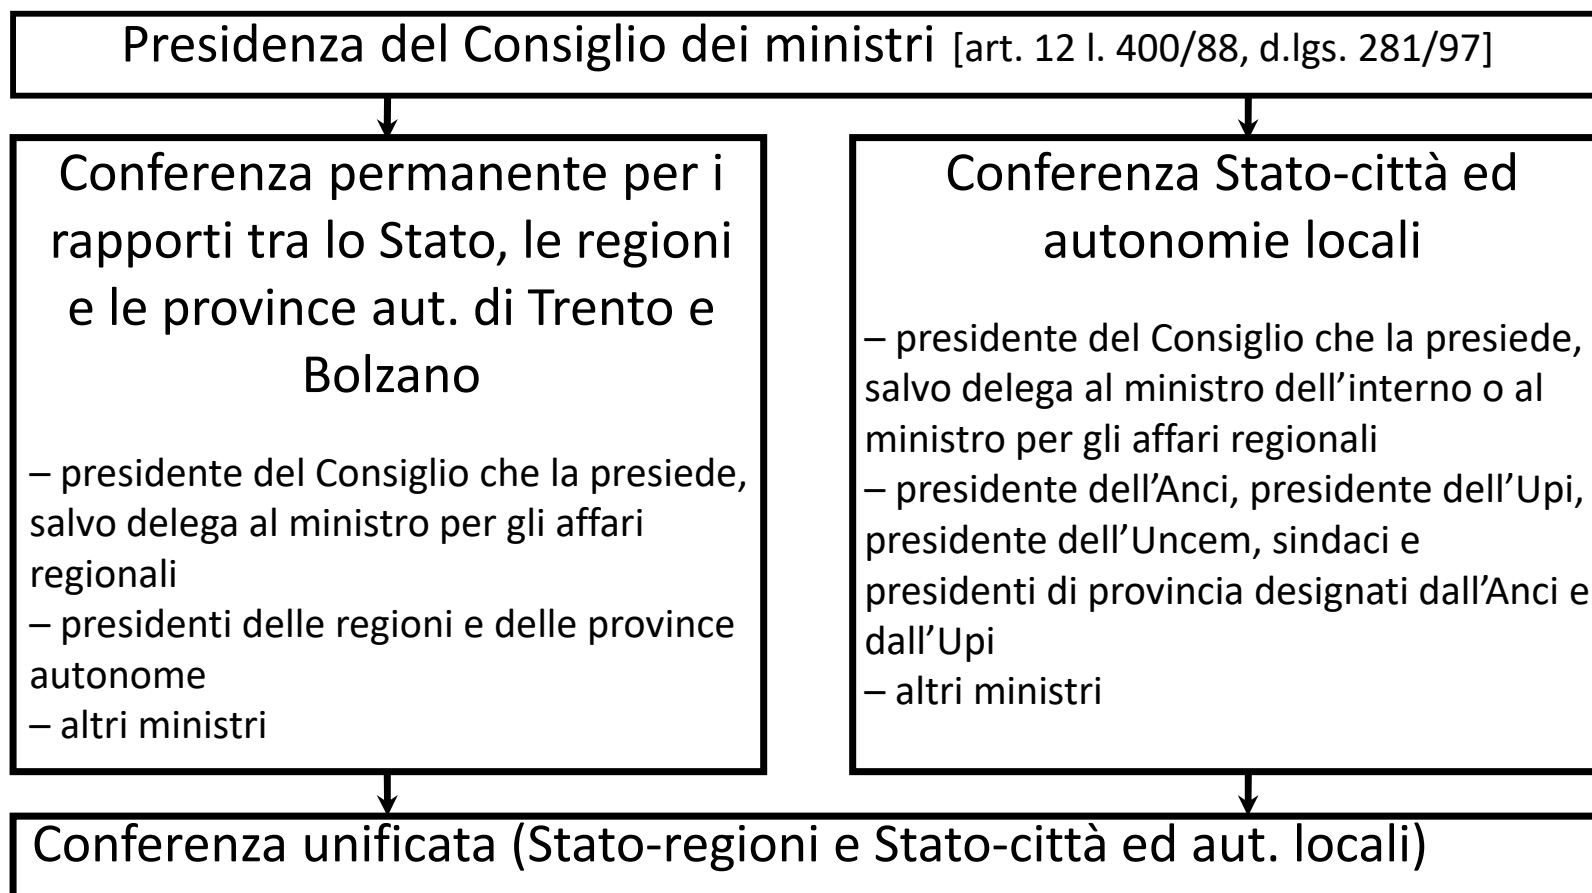 Presidenza del Consiglio dei ministri [art. 12 l. 400/88, d.lgs. 281/97]
Conferenza permanente per i
rapporti tra lo Stato, le regioni
e le province aut. di Trento e
Bolzano
– presidente del Consiglio che la presiede,
salvo delega al ministro per gli affari
regionali
– presidenti delle regioni e delle province
autonome
– altri ministri
Conferenza Stato-città ed
autonomie locali
– presidente del Consiglio che la presiede,
salvo delega al ministro dell’interno o al
ministro per gli affari regionali
– presidente dell’Anci, presidente dell’Upi,
presidente dell’Uncem, sindaci e
presidenti di provincia designati dall’Anci e
dall’Upi
– altri ministri
Conferenza unificata (Stato-regioni e Stato-città ed aut. locali)